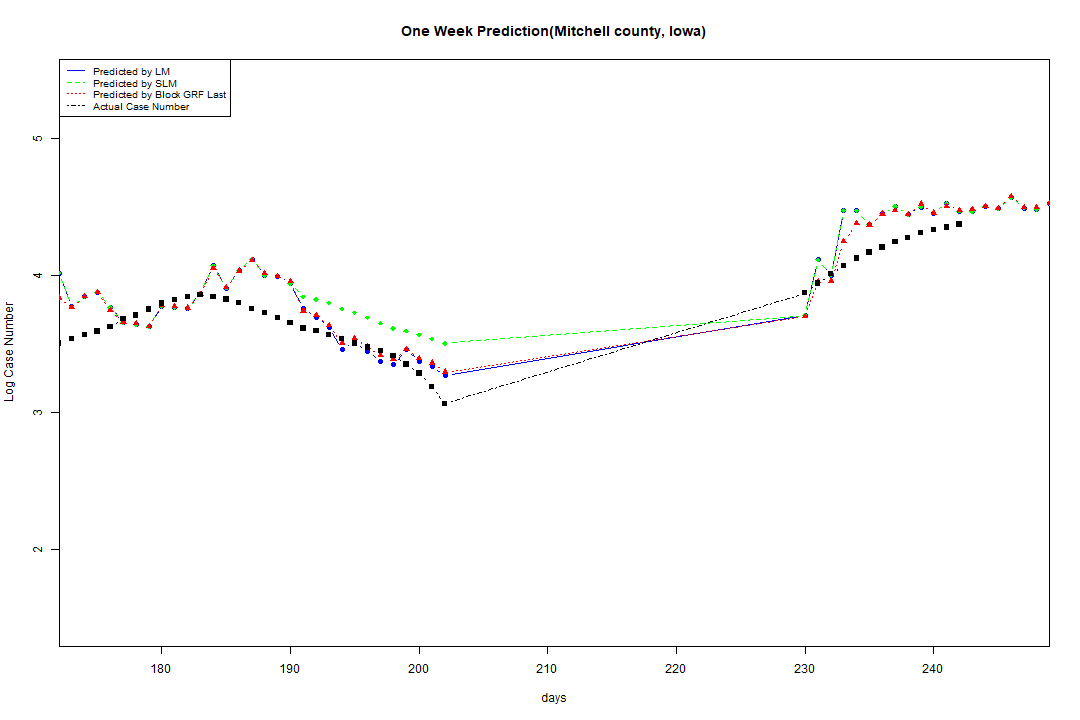 One Week Prediction(Mitchell county, Iowa)
Predicted by LM
Predicted by SLM
Predicted by Block GRF Last
Actual Case Number
5
4
3
2
Log Case Number
180 190 200 210 220 230 240
days